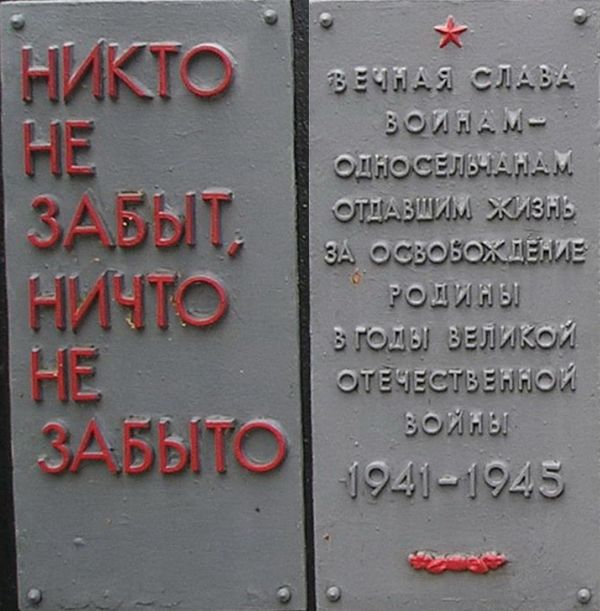 НИКТО
НЕ
ЗАБЫТ,
НИЧТО
НЕ
ЗАБЫТО
ВЕЧНАЯ СЛАВА
ВОИНАМ-
ОДНОСЕЛЬЧАНАМ
ОТДАВШИМ ЖИЗНЬ
ЗА ОСВОБОЖДЕНИЕ
РОДИНЫ
В ГОДЫ ВЕЛИКОЙ
ОТЕЧЕСТВЕННОЙ
ВОЙНЫ
1941-1945